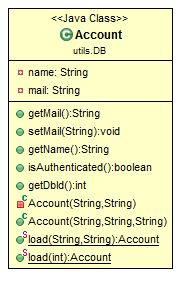 <<Java Class>>
Account
utils.DB
name: String
mail: String
getMail():String
setMail(String):void
getName():String
isAuthenticated():boolean
getDbId():int
Account(String,String)
Account(String,String,String)
load(String,String):Account
load(int):Account